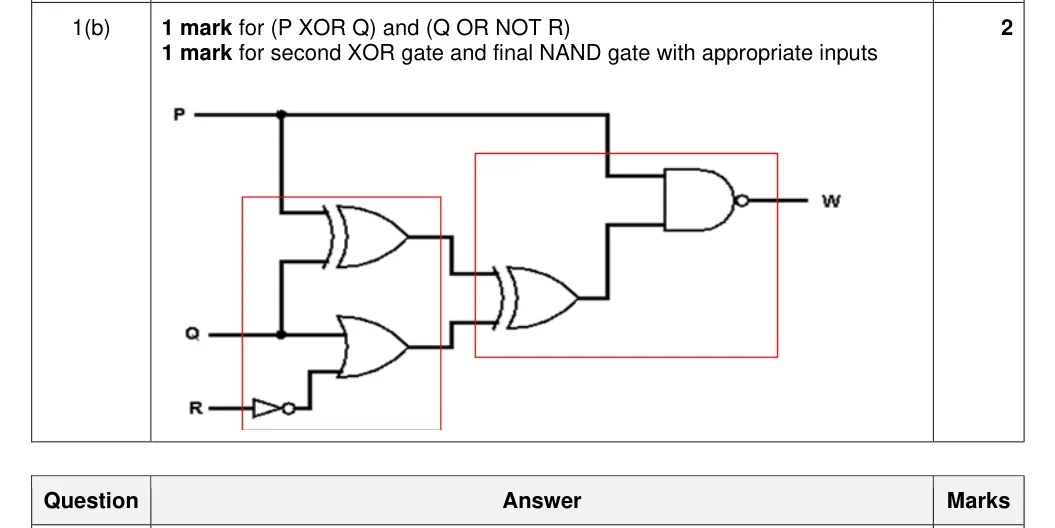 1(b)
1 mark for (P XOR Q) and (Q OR NOT R)
1 mark for second XOR gate and final NAND gate with appropriate inputs
2
P
W
Q
R
Question Answer Marks